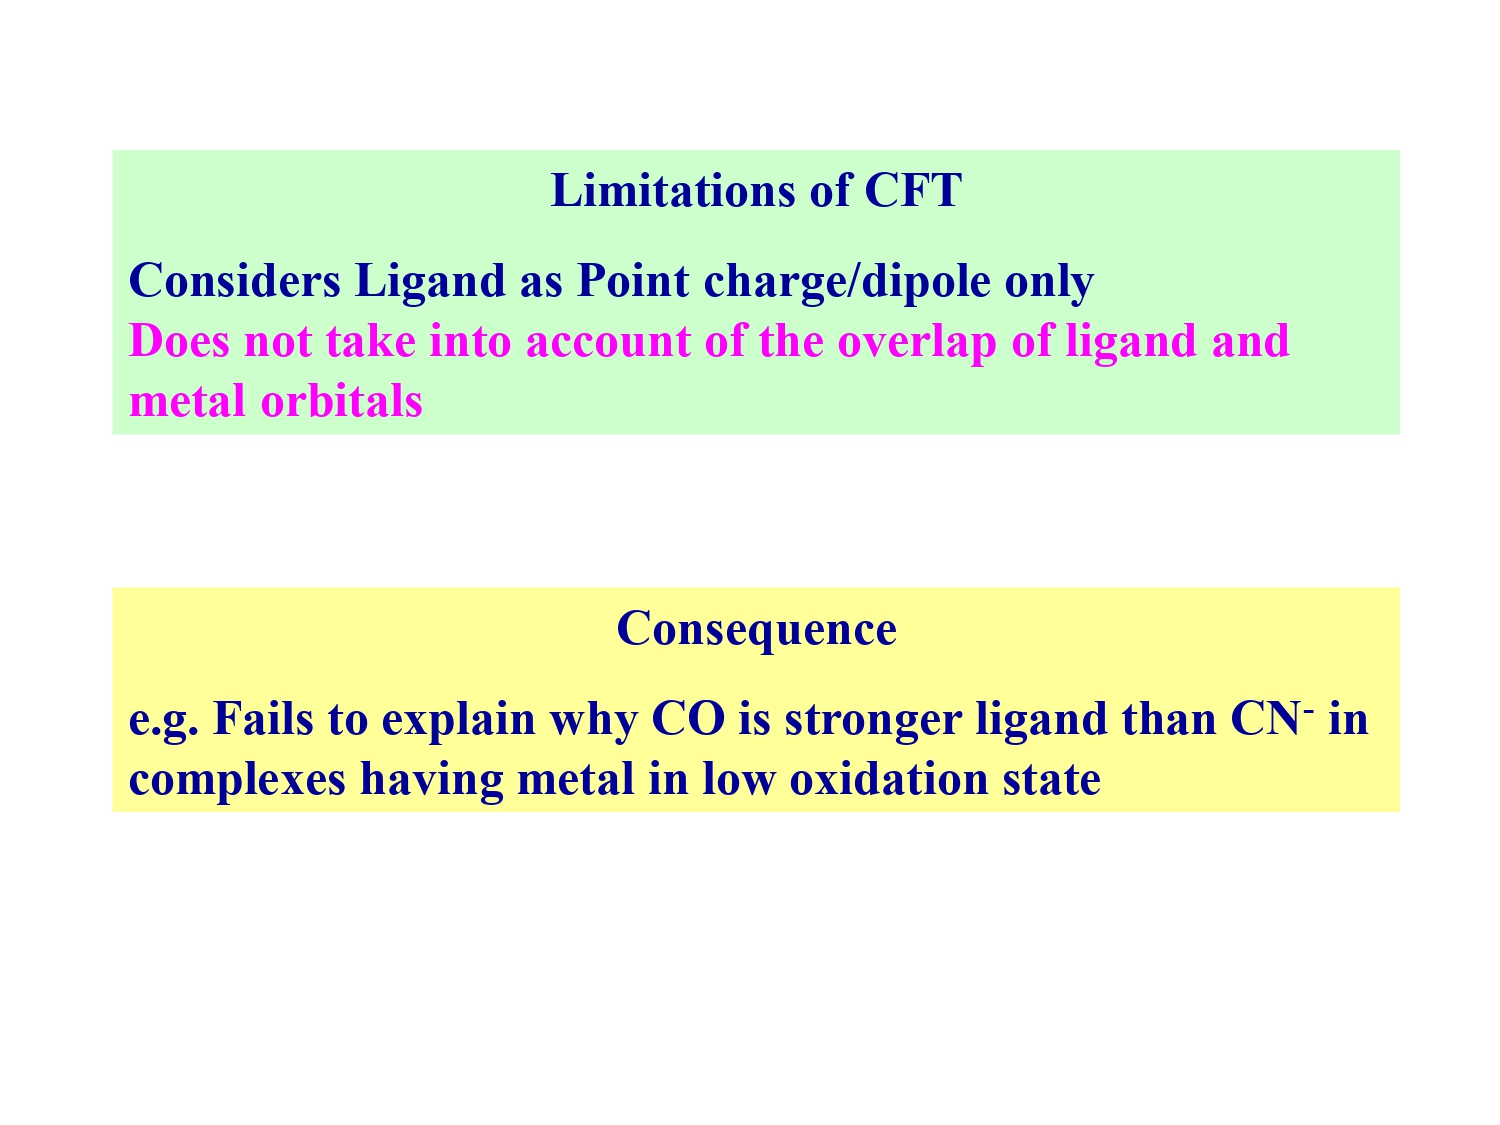 Limitations of CFT
Considers Ligand as Point charge/dipole only
Does not take into account of the overlap of ligand and
metal orbitals
Consequence
e.g. Fails to explain why CO is stronger ligand than CN⁻ in
complexes having metal in low oxidation state